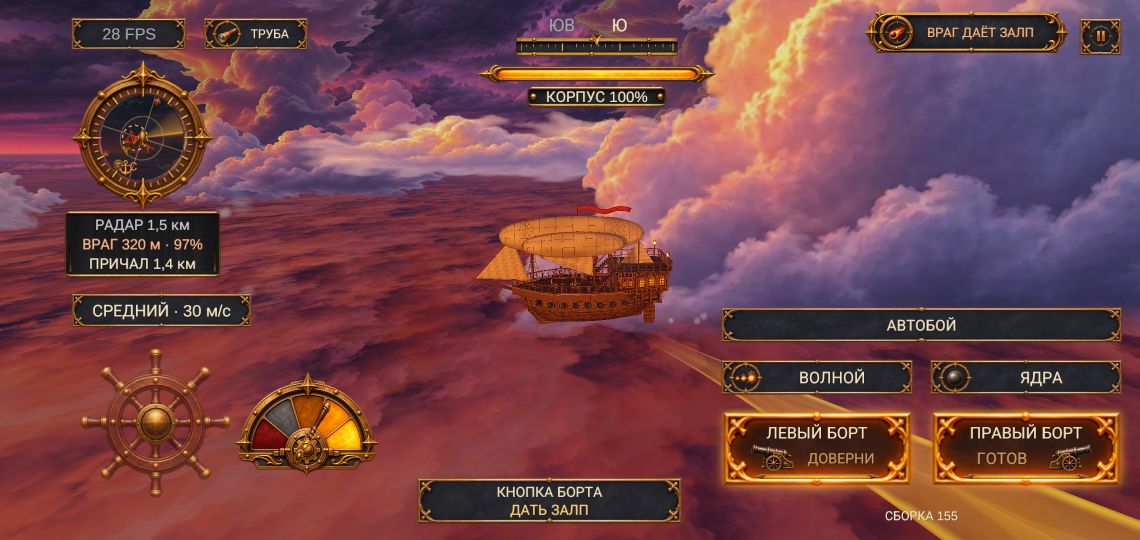 28 FPS
ТРУБА
ЮВ
Ю
КОРПУС 100%
ВРАГ ДАЁТ ЗАЛП
РАДАР 1,5 км
ВРАГ 320 м · 97%
ПРИЧАЛ 1,4 км
СРЕДНИЙ · 30 м/с
АВТОБОЙ
ВОЛНОЙ
ЯДРА
ЛЕВЫЙ БОРТ
ДОВЕРНИ
ПРАВЫЙ БОРТ
ГОТОВ
КНОПКА БОРТА
ДАТЬ ЗАЛП
СБОРКА 155